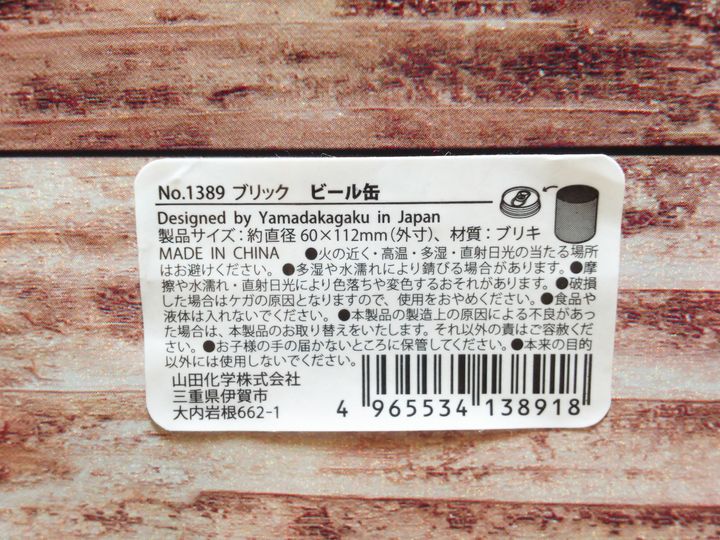 No.1389 ブリック ビール缶
Designed by Yamadakagaku in Japan
製品サイズ:約直径 60×112mm(外寸)、材質:ブリキ
MADE IN CHINA ●火の近く・高温・多湿・直射日光の当たる場所
はお避けください。●多湿や水濡れにより錆びる場合があります。●摩
擦や水濡れ・直射日光により色落ちや変色するおそれがあります。●破損
した場合はケガの原因となりますので、使用をおやめください。●食品や
液体は入れないでください。●本製品の製造上の原因による不良があっ
た場合は、本製品のお取り替えをいたします。それ以外の責はご容赦くだ
さい。●お子様の手の届かないところに保管してください。●本来の目的
以外には使用しないでください。
山田化学株式会社
三重県伊賀市
大内岩根662-1
4 965534 138918